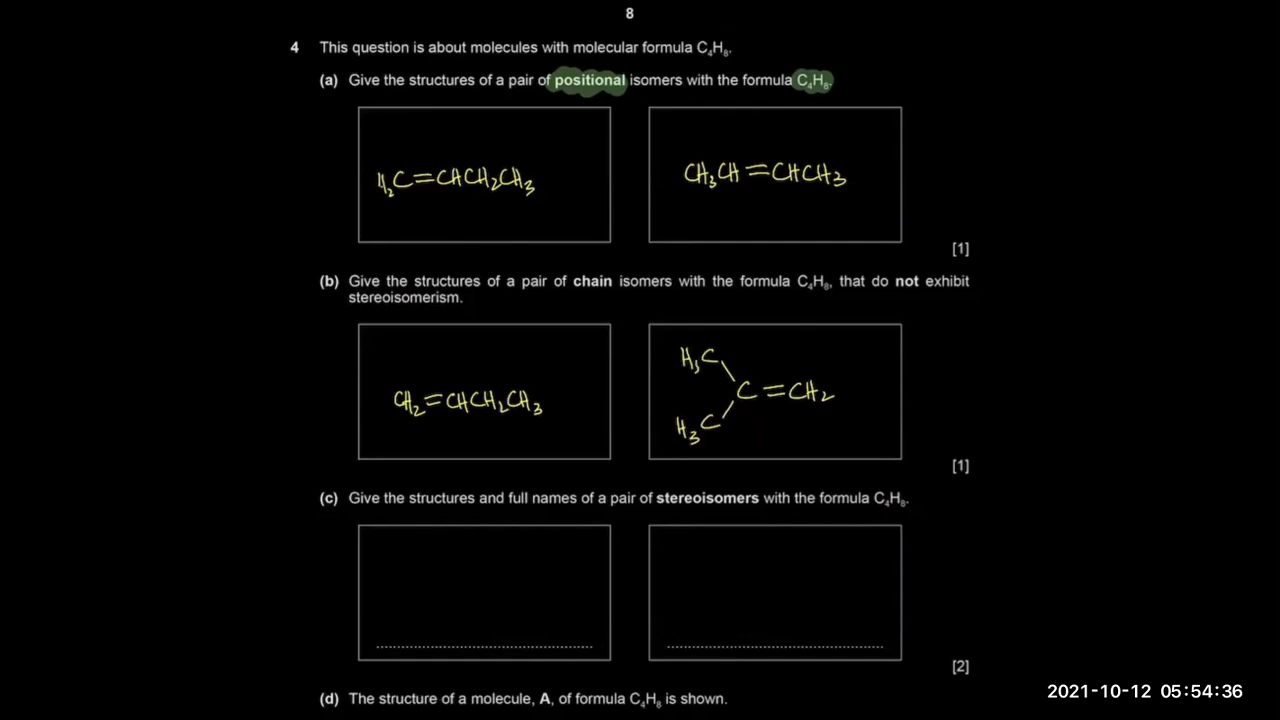 8
4 This question is about molecules with molecular formula C₄H₈.
(a) Give the structures of a pair of positional isomers with the formula C₄H₈.
H₂C=CHCH₂CH₃
CH₃CH=CHCH₃
[1]
(b) Give the structures of a pair of chain isomers with the formula C₄H₈, that do not exhibit
stereoisomerism.
CH₂=CHCH₂CH₃
H₃C
C=CH₂
H₃C
[1]
(c) Give the structures and full names of a pair of stereoisomers with the formula C₄H₈.
[2]
(d) The structure of a molecule, A, of formula C₄H₈ is shown.
2021-10-12 05:54:36